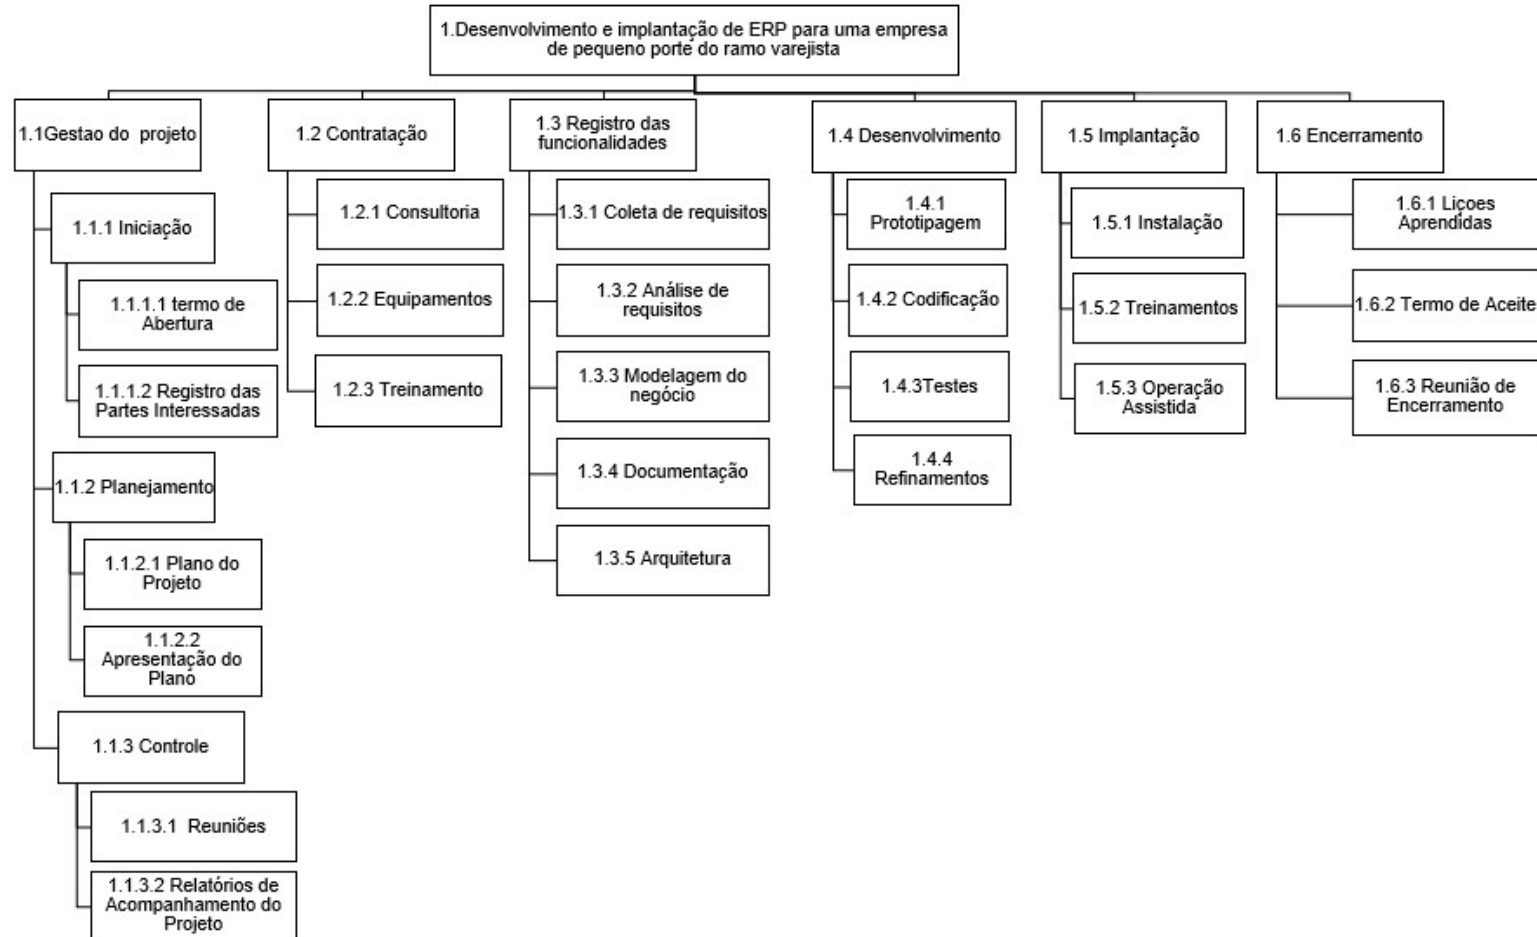 1.Desenvolvimento e implantação de ERP para uma empresa
de pequeno porte do ramo varejista
1.1Gestao do  projeto
1.1.1 Iniciação
1.1.1.1 termo de
Abertura
1.1.1.2 Registro das
Partes Interessadas
1.1.2 Planejamento
1.1.2.1 Plano do
Projeto
1.1.2.2
Apresentação do
Plano
1.1.3 Controle
1.1.3.1  Reuniões
1.1.3.2 Relatórios de
Acompanhamento do
Projeto
1.2 Contratação
1.2.1 Consultoria
1.2.2 Equipamentos
1.2.3 Treinamento
1.3 Registro das
funcionalidades
1.3.1 Coleta de requisitos
1.3.2 Análise de
requisitos
1.3.3 Modelagem do
negócio
1.3.4 Documentação
1.3.5 Arquitetura
1.4 Desenvolvimento
1.4.1
Prototipagem
1.4.2 Codificação
1.4.3Testes
1.4.4
Refinamentos
1.5 Implantação
1.5.1 Instalação
1.5.2 Treinamentos
1.5.3 Operação
Assistida
1.6 Encerramento
1.6.1 Liçoes
Aprendidas
1.6.2 Termo de Aceite
1.6.3 Reunião de
Encerramento